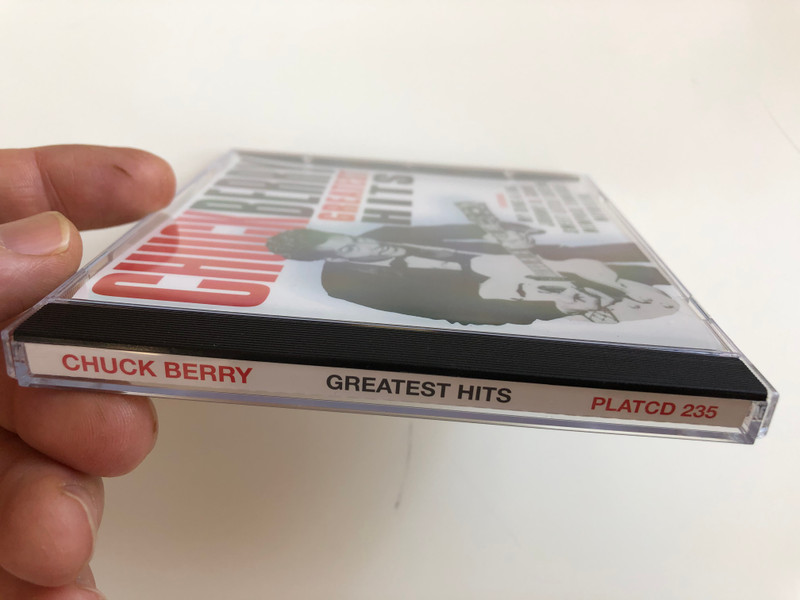 CHUCK BERRY
GREATEST
HITS
CHUCK BERRY GREATEST HITS PLATCD 235